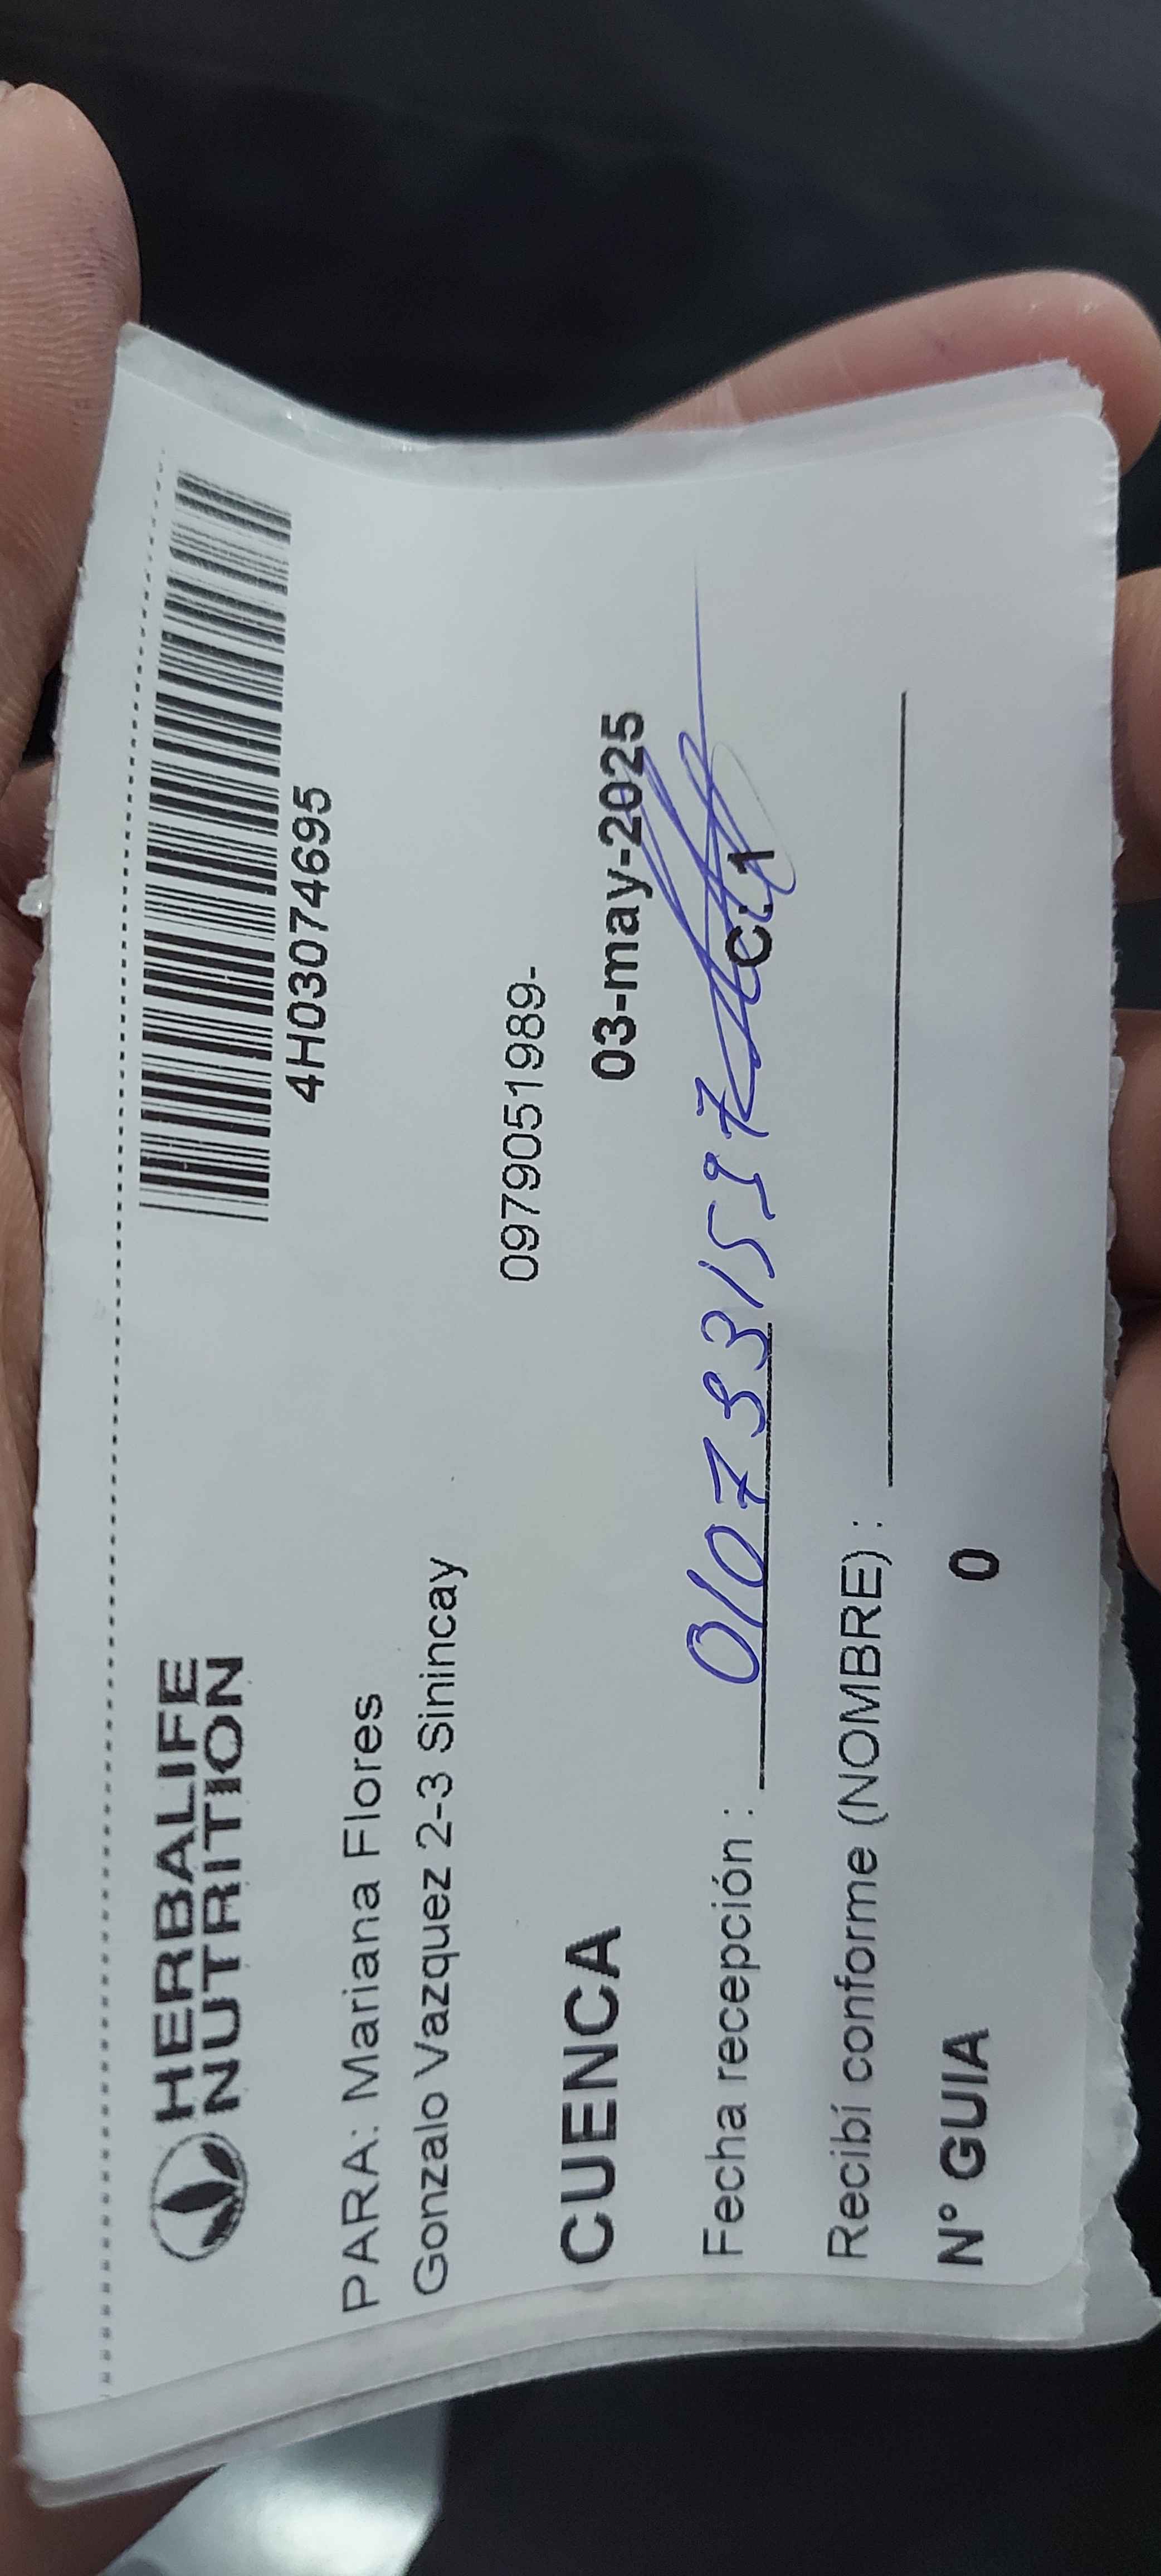 HERBALIFE
NUTRITION
4H03074695
PARA: Mariana Flores
Gonzalo Vazquez 2-3 Sinincay
0979051989-
CUENCA 03-may-2025
Fecha recepción : 0107331597 C: 1
Recibí conforme (NOMBRE) :
N° GUIA 0